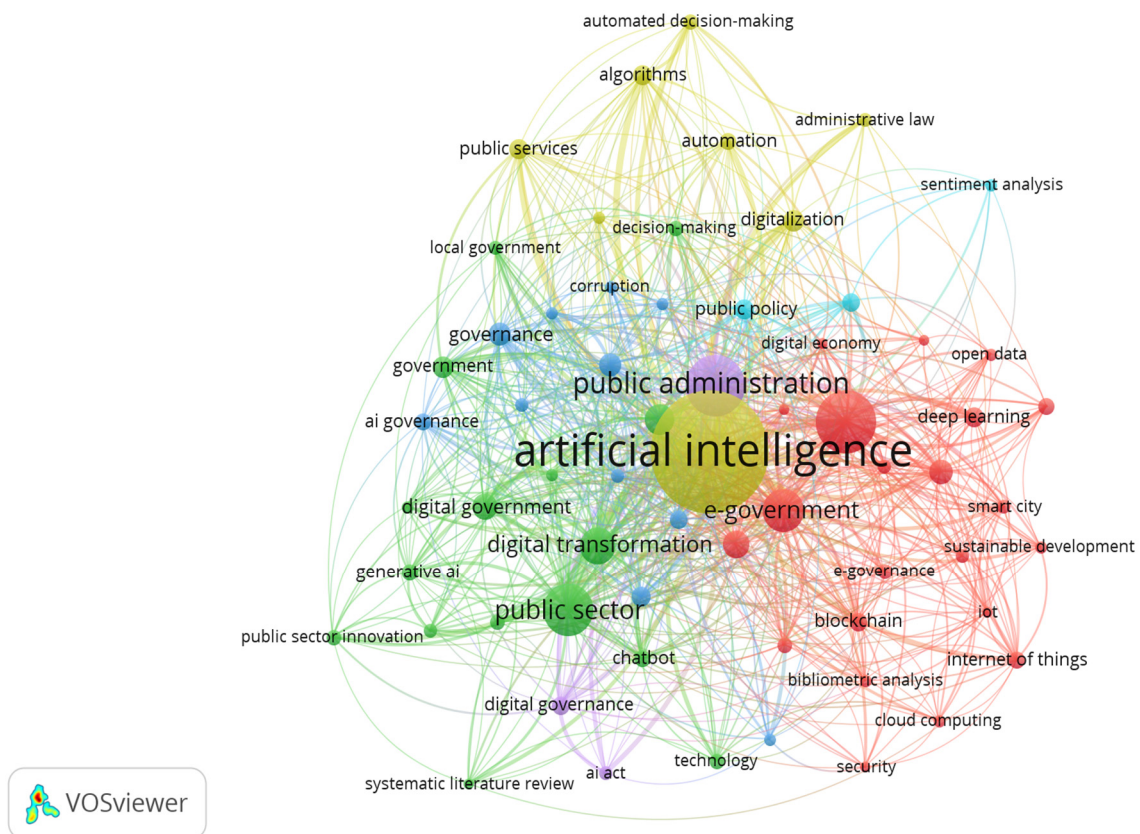 automated decision-making
algorithms
administrative law
automation
public services
sentiment analysis
digitalization
decision-making
local government
corruption
public policy
governance
digital economy
open data
government
public administration
deep learning
ai governance
artificial intelligence
digital government
smart city
e-government
digital transformation
sustainable development
generative ai
e-governance
public sector
iot
blockchain
public sector innovation
chatbot
internet of things
bibliometric analysis
digital governance
cloud computing
technology
security
ai act
systematic literature review
VOSviewer